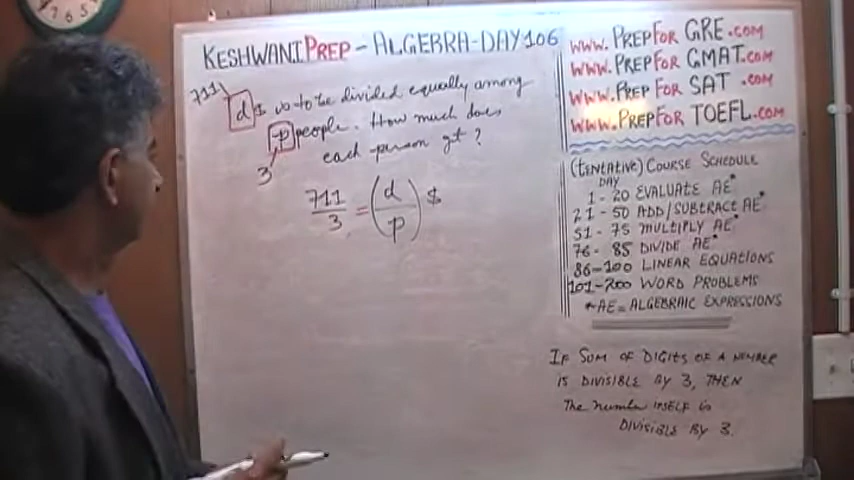 KESHWANIPREP - ALGEBRA-DAY 106
711
d $ is to be divided equally among
p people. How much does
each person get?
3
711/3 = (d/p) $
www.PREPFOR GRE.com
www.PREPFOR GMAT.com
www.PREPFOR SAT.com
www.PREPFOR TOEFL.com
(TENTATIVE) COURSE SCHEDULE
DAY
1 - 20 EVALUATE AE*
21 - 50 ADD/SUBTRACT AE*
51 - 75 MULTIPLY AE*
76 - 85 DIVIDE AE*
86-100 LINEAR EQUATIONS
101-200 WORD PROBLEMS
*AE = ALGEBRAIC EXPRESSIONS
IF SUM OF DIGITS OF A NUMBER
IS DIVISIBLE BY 3, THEN
The number ITSELF is
DIVISIBLE BY 3.